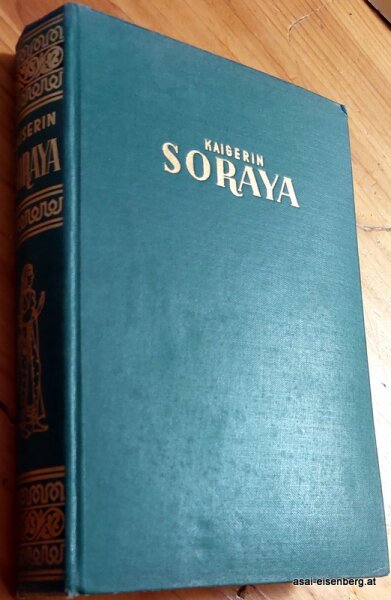 KAISERIN
SORAYA
KAISERIN
SORAYA
asai-eisenberg.at